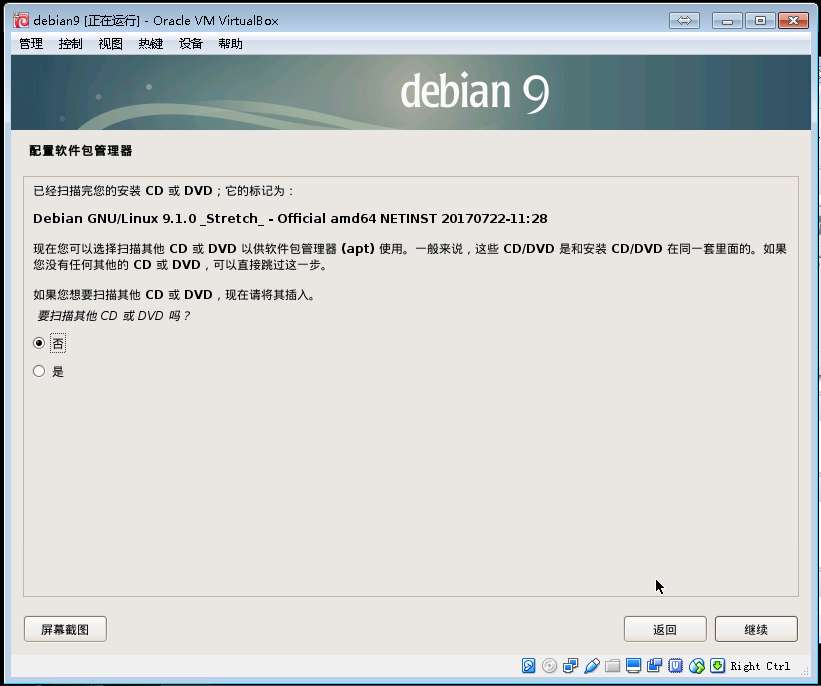 debian9 [正在运行] - Oracle VM VirtualBox
管理 控制 视图 热键 设备 帮助
debian 9
配置软件包管理器
已经扫描完您的安装 CD 或 DVD；它的标记为：
Debian GNU/Linux 9.1.0 _Stretch_ - Official amd64 NETINST 20170722-11:28
现在您可以选择扫描其他 CD 或 DVD 以供软件包管理器 (apt) 使用。一般来说，这些 CD/DVD 是和安装 CD/DVD 在同一套里面的。如果
您没有任何其他的 CD 或 DVD，可以直接跳过这一步。
如果您想要扫描其他 CD 或 DVD，现在请将其插入。
要扫描其他 CD 或 DVD 吗？
否
是
屏幕截图 返回 继续
Right Ctrl